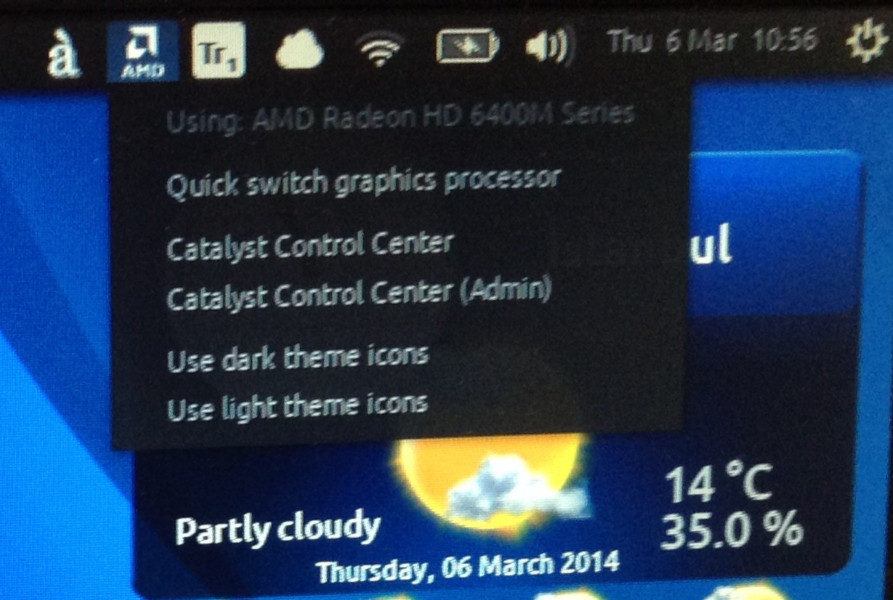 à AMD Tr1 Thu 6 Mar 10:56
Using: AMD Radeon HD 6400M Series
Quick switch graphics processor
Catalyst Control Center
Catalyst Control Center (Admin)
Use dark theme icons
Use light theme icons
ul
14 °C
Partly cloudy 35.0 %
Thursday, 06 March 2014